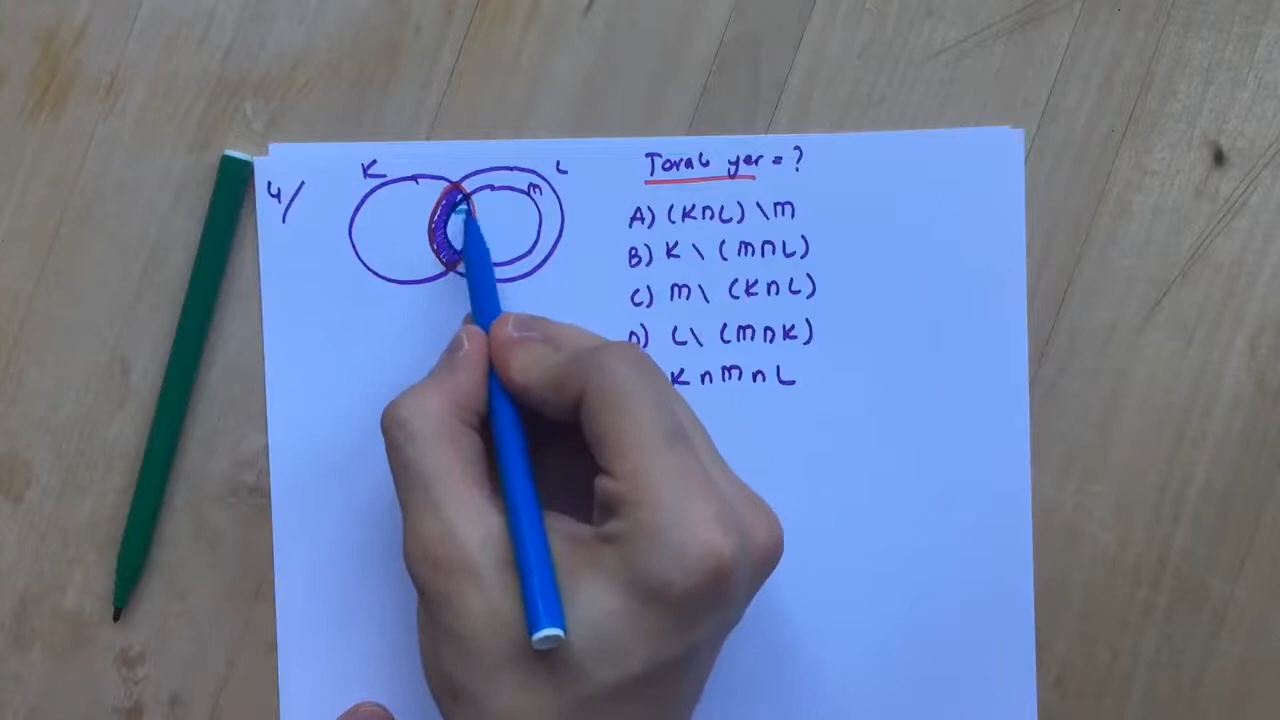 4/
K L
M
Taralı yer = ?
A) (K∩L) \ M
B) K \ (M∩L)
C) M \ (K∩L)
D) L \ (M∩K)
K∩M∩L